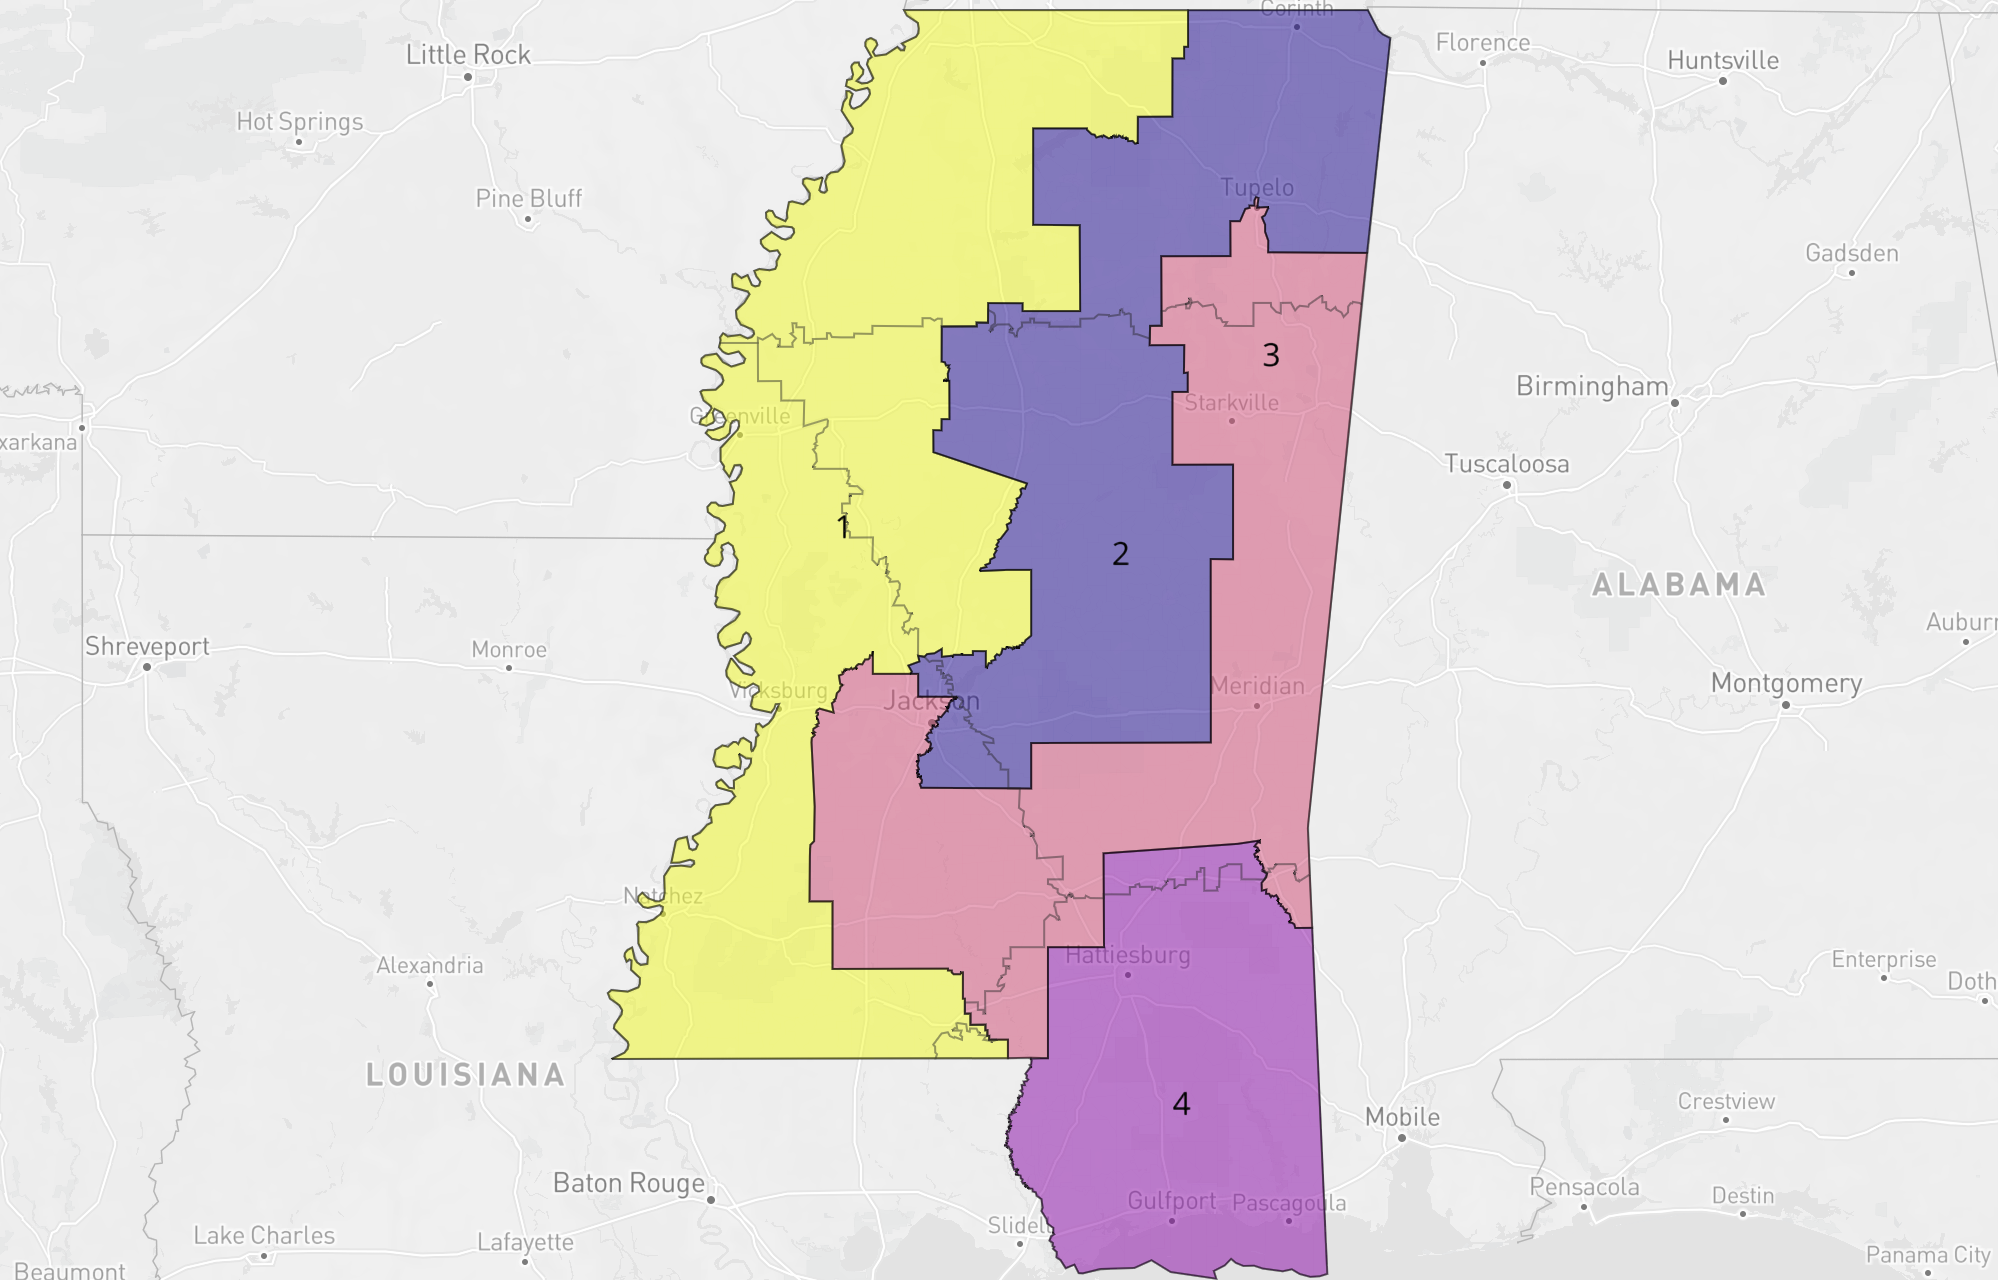 Corinth
Little Rock
Florence
Huntsville
Hot Springs
Pine Bluff
Tupelo
Gadsden
3
Birmingham
Starkville
Greenville
xarkana
Tuscaloosa
1
2
ALABAMA
Auburn
Shreveport
Monroe
Vicksburg
Jackson
Meridian
Montgomery
Natchez
Hattiesburg
Alexandria
Enterprise
Doth
LOUISIANA
4
Crestview
Mobile
Baton Rouge
Pensacola
Destin
Gulfport
Pascagoula
Slidell
Lake Charles
Lafayette
Panama City
Beaumont